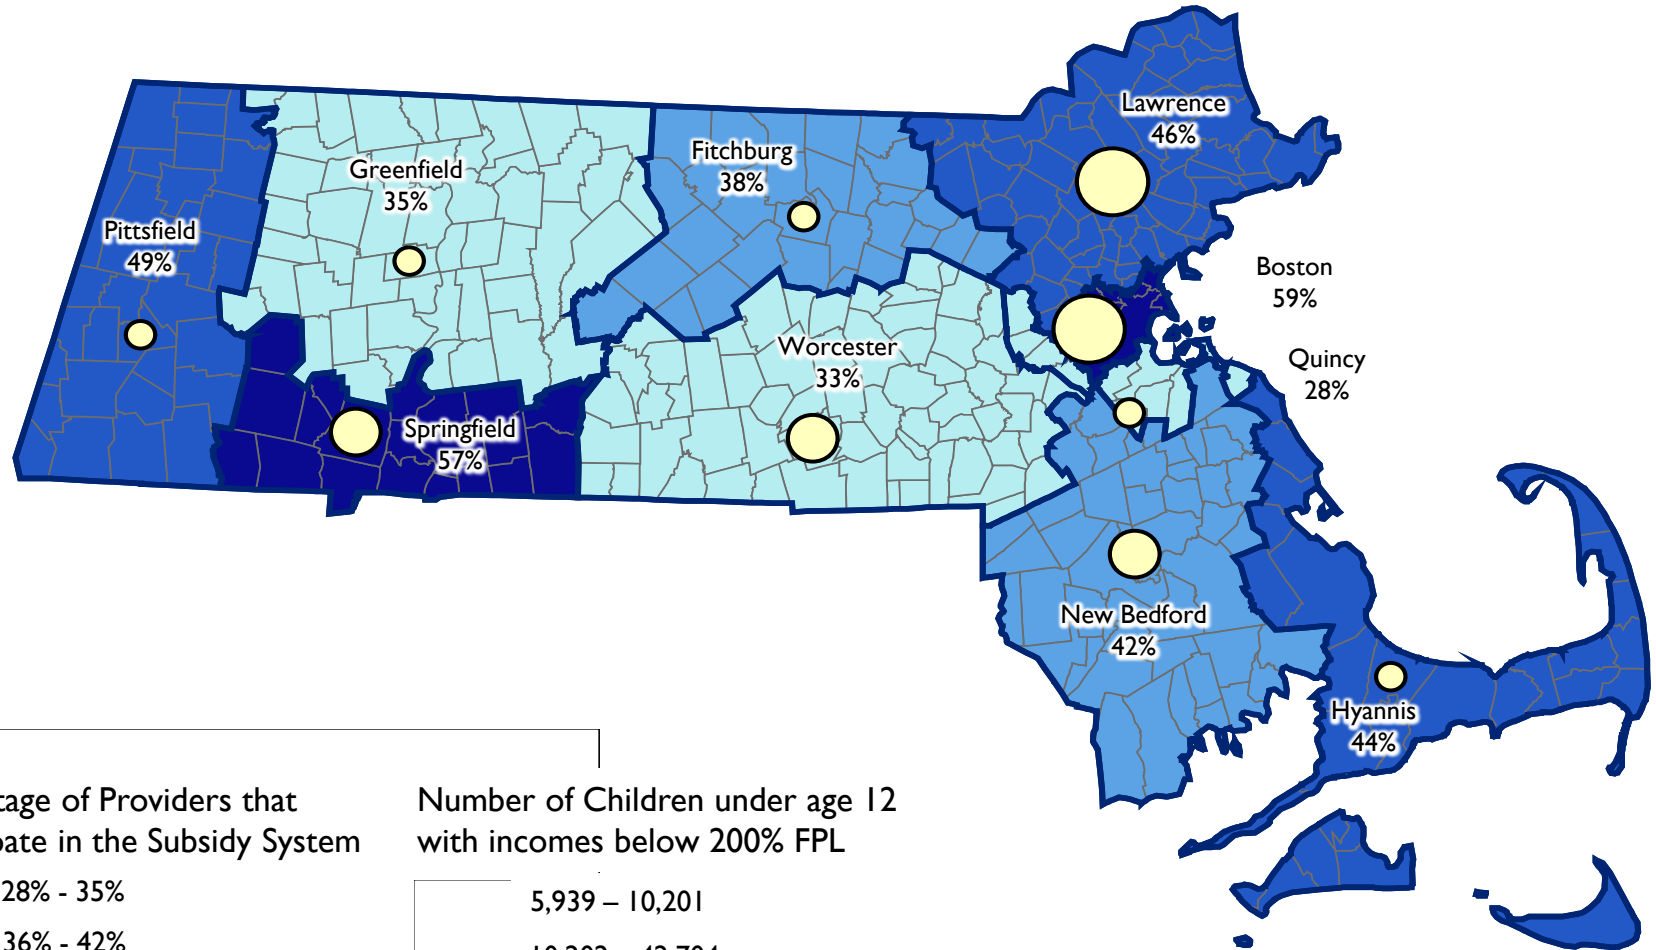 Lawrence
46%
Fitchburg
38%
Greenfield
35%
Pittsfield
49%
Boston
59%
Worcester
33%
Quincy
28%
Springfield
57%
New Bedford
42%
Hyannis
44%
of Providers that
in the Subsidy System
28% - 35%
36% - 42%
Number of Children under age 12
with incomes below 200% FPL
5,939 – 10,201